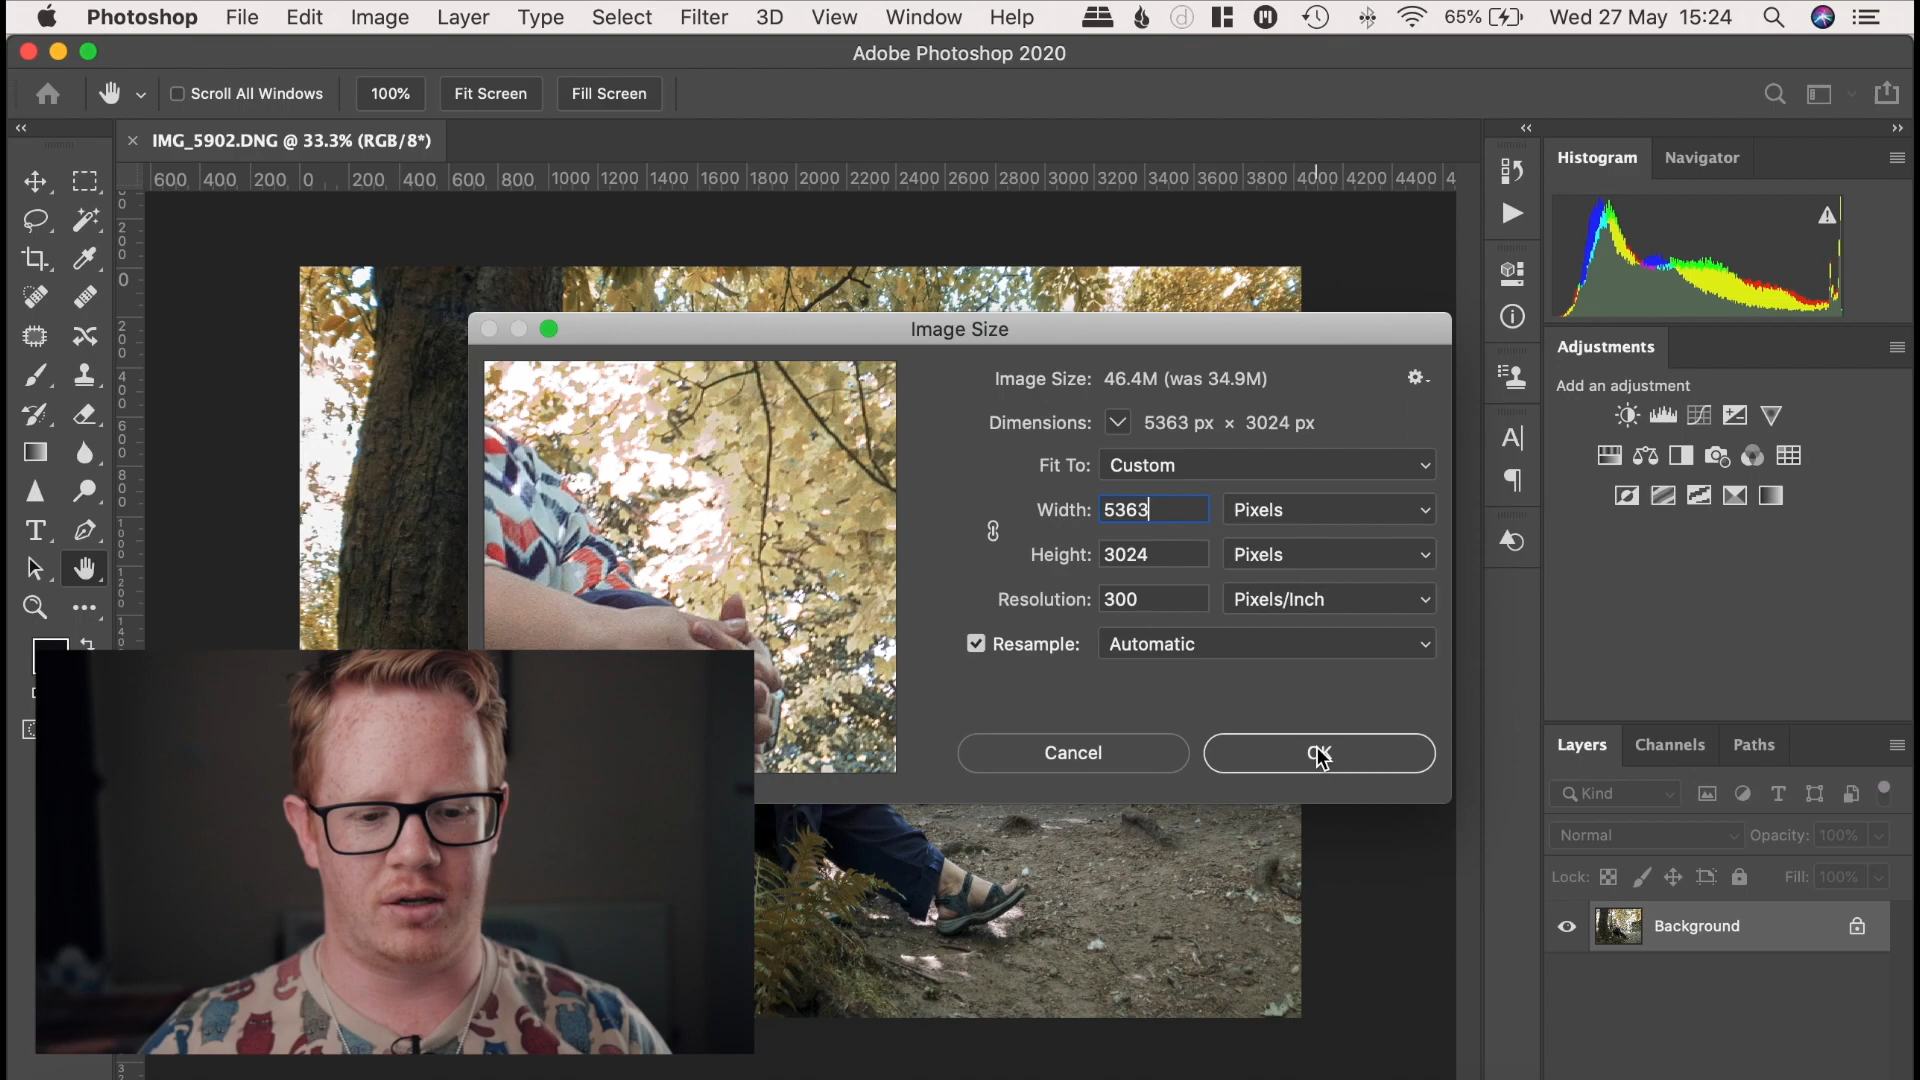 Photoshop File Edit Image Layer Type Select Filter 3D View Window Help 65% Wed 27 May 15:24
Adobe Photoshop 2020
Scroll All Windows 100% Fit Screen Fill Screen
IMG_5902.DNG @ 33.3% (RGB/8*)
600 400 200 0 200 400 600 800 1000 1200 1400 1600 1800 2000 2200 2400 2600 2800 3000 3200 3400 3600 3800 4000 4200 4400 4
Histogram Navigator
Image Size
Image Size: 46.4M (was 34.9M)
Dimensions: 5363 px × 3024 px
Fit To: Custom
Width: 5363 Pixels
Height: 3024 Pixels
Resolution: 300 Pixels/Inch
Resample: Automatic
Cancel OK
Adjustments
Add an adjustment
Layers Channels Paths
Kind
Normal Opacity: 100%
Lock: Fill: 100%
Background